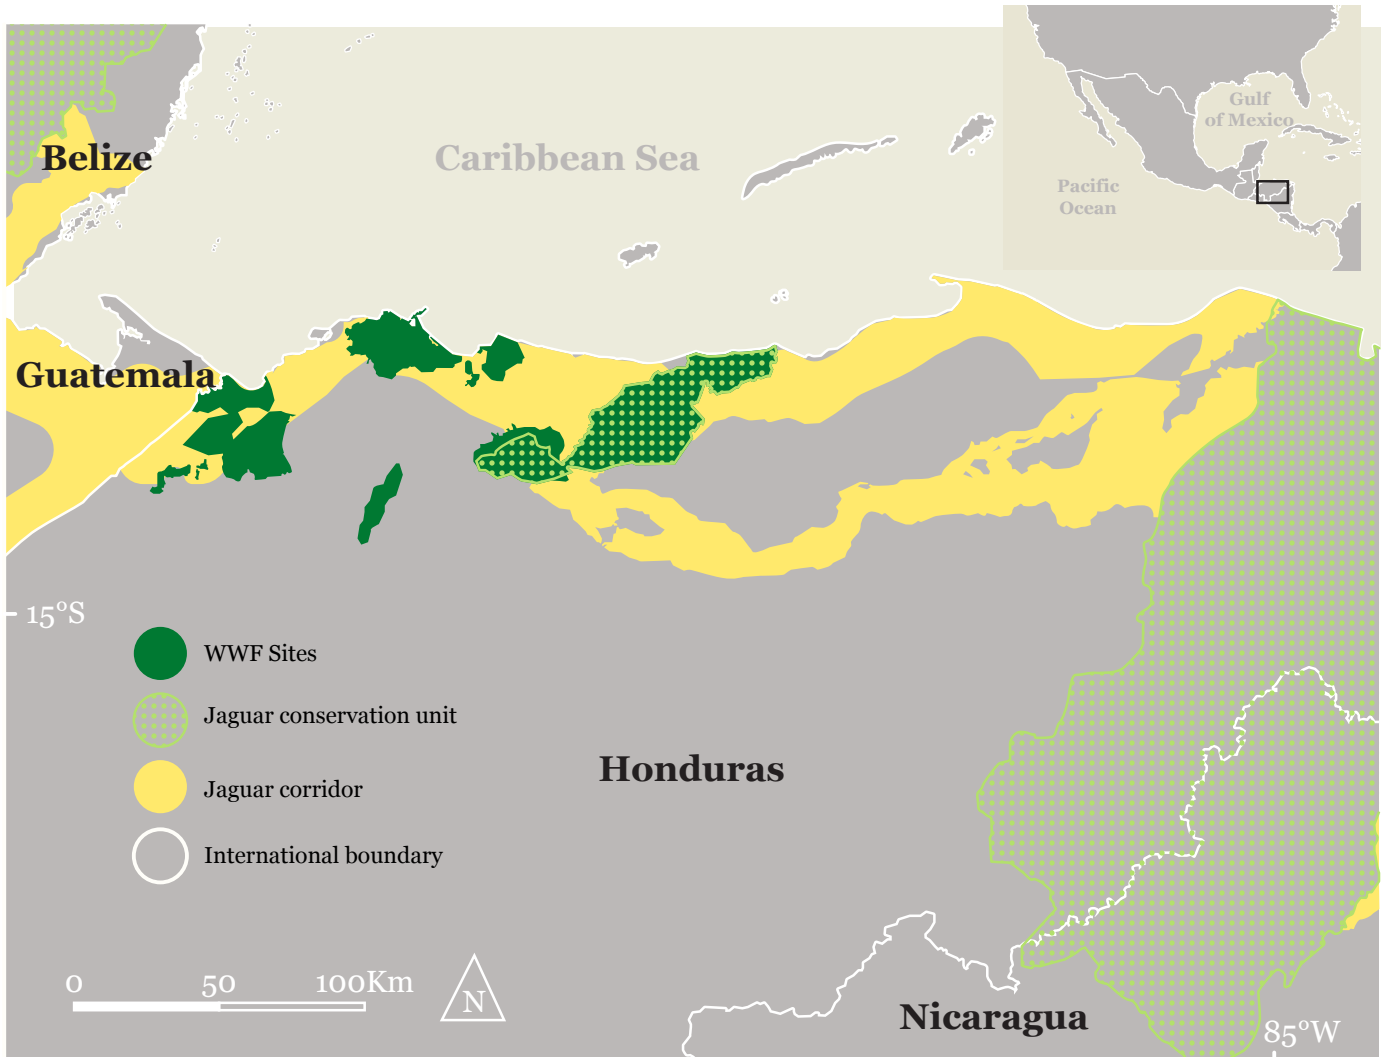 Gulf
of Mexico
Pacific
Ocean
Belize
Caribbean Sea
Guatemala
15°S
WWF Sites
Jaguar conservation unit
Jaguar corridor
International boundary
Honduras
0 50 100Km
N
Nicaragua
85°W